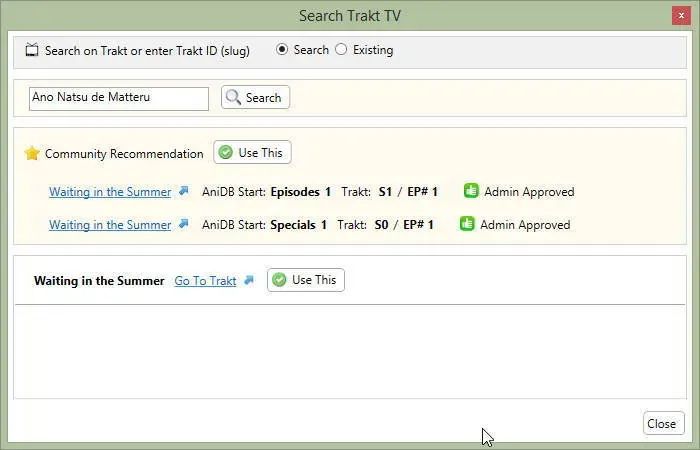 Search Trakt TV
x
Search on Trakt or enter Trakt ID (slug) Search Existing
Ano Natsu de Matteru Search
Community Recommendation Use This
Waiting in the Summer AniDB Start: Episodes 1 Trakt: S1 / EP# 1 Admin Approved
Waiting in the Summer AniDB Start: Specials 1 Trakt: S0 / EP# 1 Admin Approved
Waiting in the Summer Go To Trakt Use This
Close